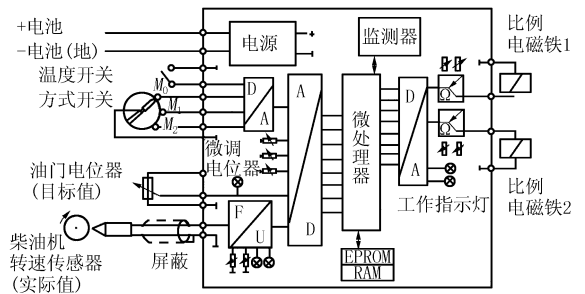 +电池
-电池(地)
温度开关
方式开关
M₀
M₁
M₂
电源
D
A
微调
电位器
油门电位器
(目标值)
F
U
柴油机
转速传感器
(实际值)
屏蔽
A
D
监测器
微处理器
EPROM
RAM
D
A
Ω
Ω
工作指示灯
比例
电磁铁1
比例
电磁铁2